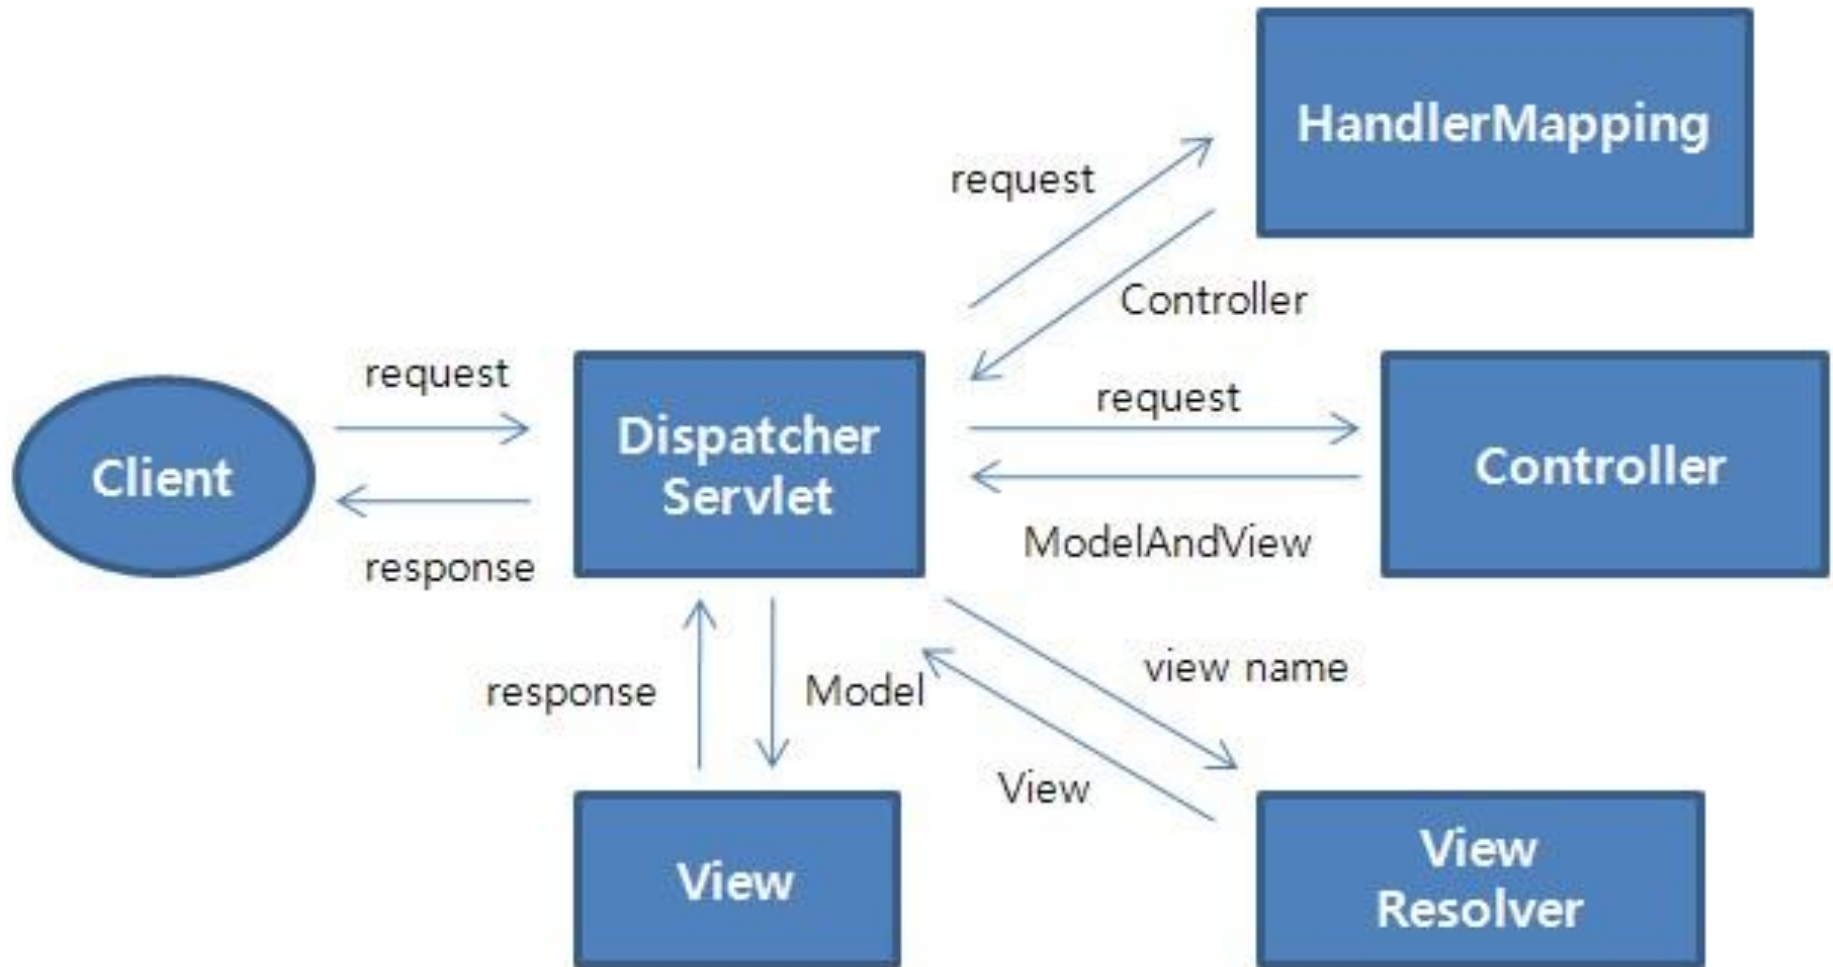 HandlerMapping
request
Controller
request
request
Client
Dispatcher
Servlet
Controller
response
ModelAndView
response
Model
view name
View
View
View
Resolver